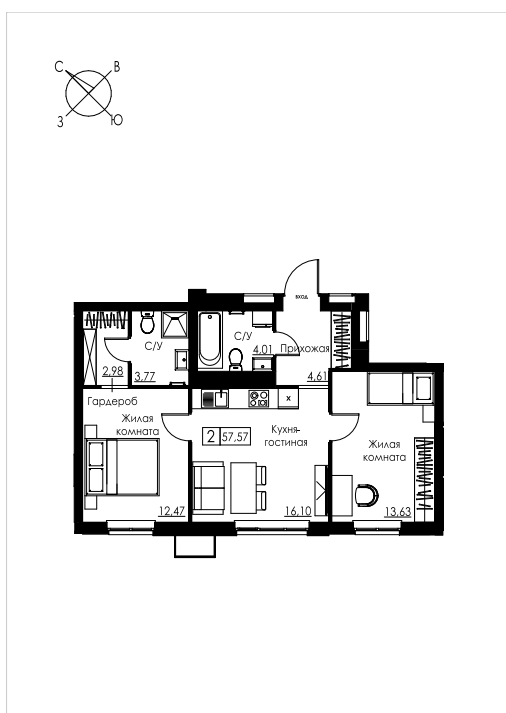 С
В
З
Ю
вход
С/У
4.01
Прихожая
4.61
С/У
2.98
3.77
Гардероб
Жилая
комната
12.47
2
57,57
Кухня-
гостиная
х
16.10
Жилая
комната
13.63